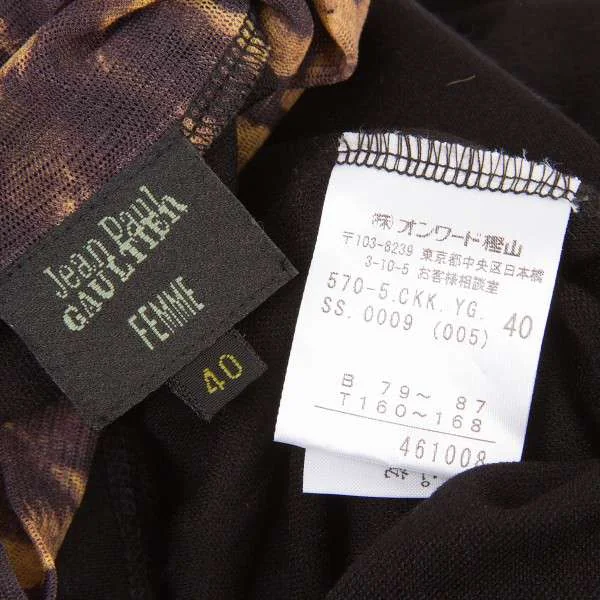 Jean Paul
GAULTIER
FEMME
40
(株)オンワード樫山
〒103-8239 東京都中央区日本橋
3-10-5 お客様相談室
570-5.CKK.YG. 40
SS.0009 (005)
B 79~ 87
T160~168
461008